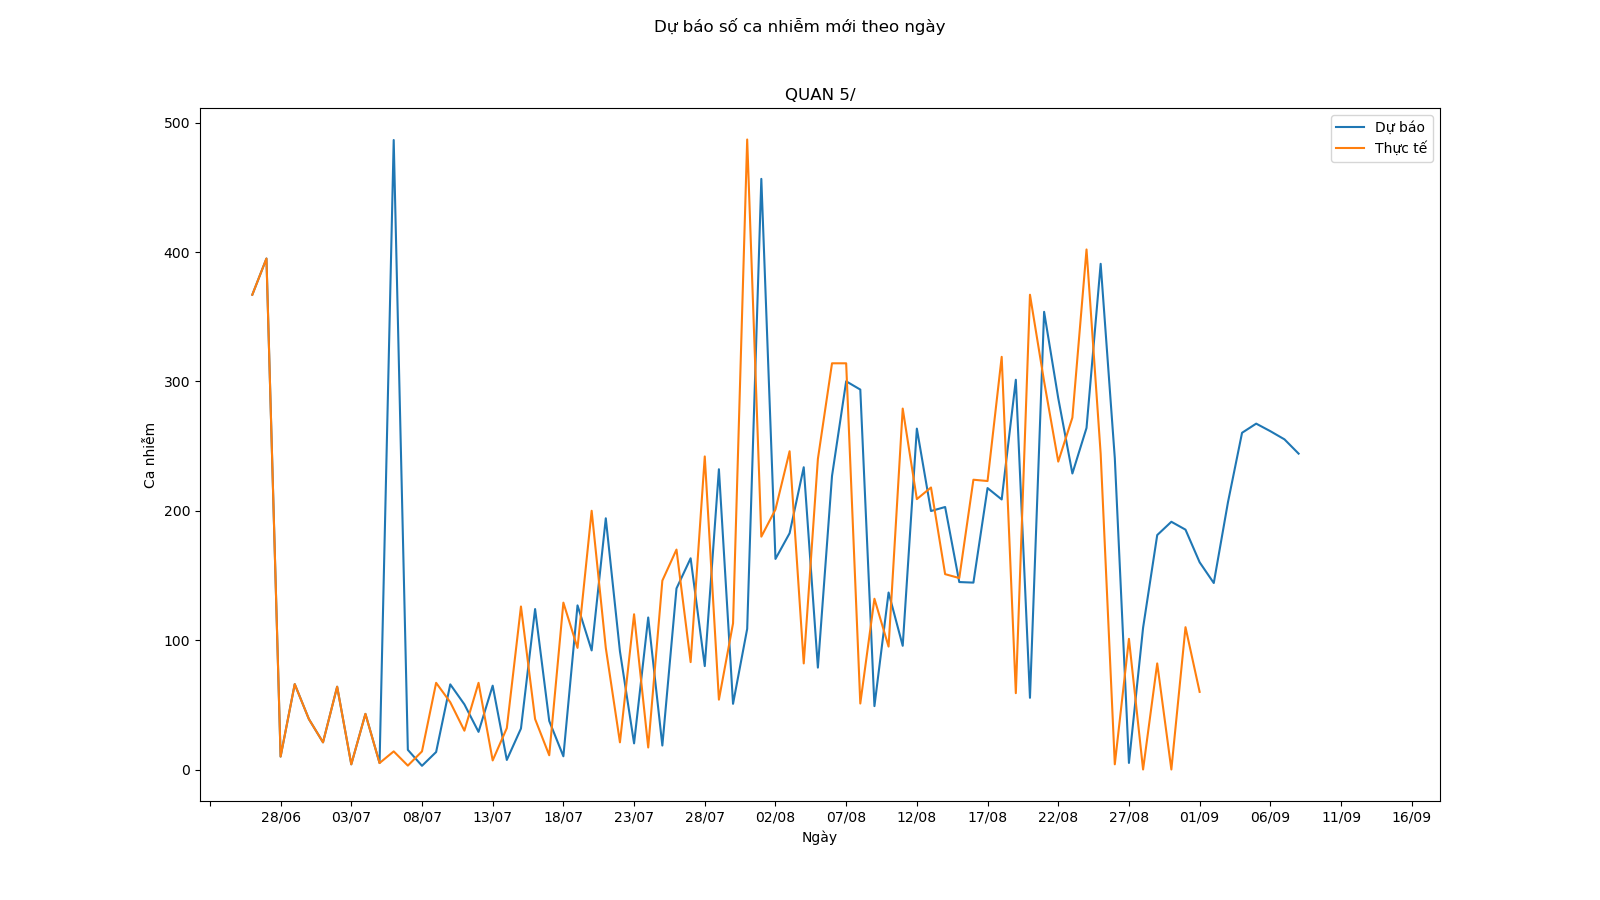 Dự báo số ca nhiễm mới theo ngày
QUAN 5/
Dự báo
Thực tế
500
400
300
200
100
0
Ca nhiễm
28/06 03/07 08/07 13/07 18/07 23/07 28/07 02/08 07/08 12/08 17/08 22/08 27/08 01/09 06/09 11/09 16/09
Ngày